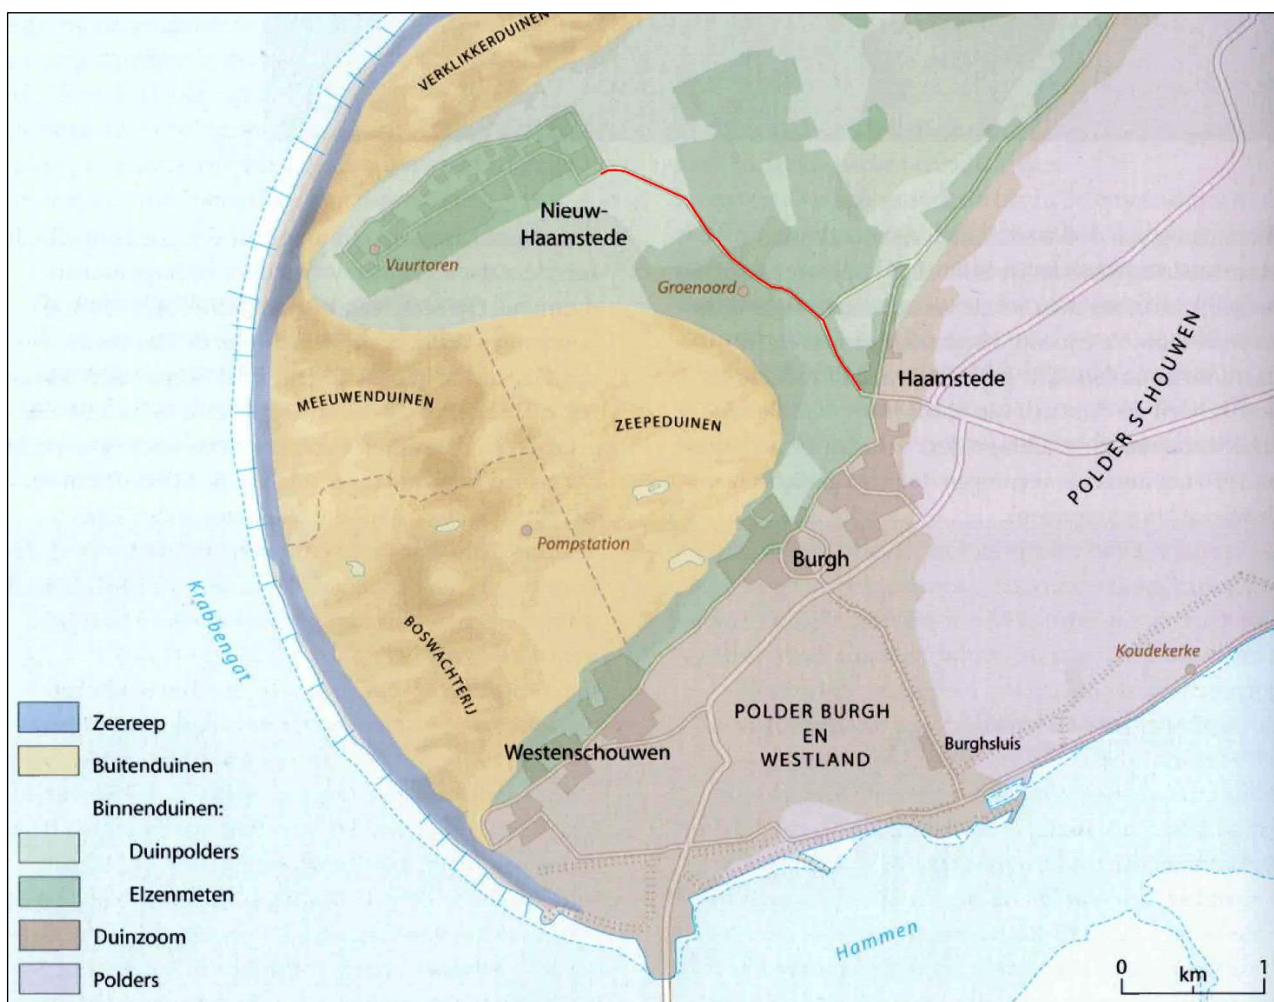 VERKLIKKERDUINEN
Nieuw-
Haamstede
Vuurtoren
Groenoord
Haamstede
POLDER SCHOUWEN
MEEUWENDUINEN
ZEEPEDUINEN
Pompstation
Burgh
Krabbengat
BOSWACHTERIJ
Koudekerke
POLDER BURGH
EN
WESTLAND
Burghsluis
Westenschouwen
Hammen
Zeereep
Buitenduinen
Binnenduinen:
Duinpolders
Elzenmeten
Duinzoom
Polders
0 km 1